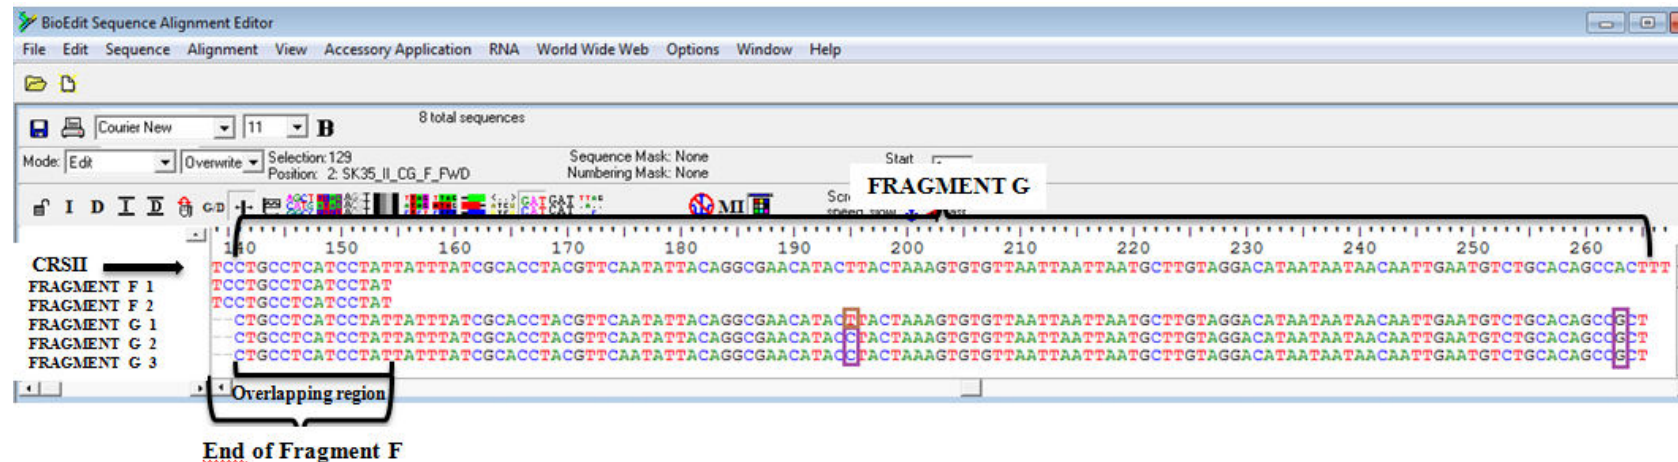 BioEdit Sequence Alignment Editor
File Edit Sequence Alignment View Accessory Application RNA World Wide Web Options Window Help
Courier New 11 B 8 total sequences
Mode: Edit Overwrite Selection: 129 Sequence Mask: None Start
Position: 2: SK35_II_CG_F_FWD Numbering Mask: None
FRAGMENT G
I D I D G/D MI
140 150 160 170 180 190 200 210 220 230 240 250 260
CRSII TCCTGCCTCATCCTATTATTTATCGCACCTACGTTCAATATTACAGGCGAACATACTTACTAAAGTGTGTTAATTAATTAATGCTTGTAGGACATAATAATAACAATTGAATGTCTGCACAGCCACTTT
FRAGMENT F 1 TCCTGCCTCATCCTAT
FRAGMENT F 2 TCCTGCCTCATCCTAT
FRAGMENT G 1 --CTGCCTCATCCTATTATTTATCGCACCTACGTTCAATATTACAGGCGAACATACTTACTAAAGTGTGTTAATTAATTAATGCTTGTAGGACATAATAATAACAATTGAATGTCTGCACAGCCGCT
FRAGMENT G 2 --CTGCCTCATCCTATTATTTATCGCACCTACGTTCAATATTACAGGCGAACATACCTACTAAAGTGTGTTAATTAATTAATGCTTGTAGGACATAATAATAACAATTGAATGTCTGCACAGCCGCT
FRAGMENT G 3 --CTGCCTCATCCTATTATTTATCGCACCTACGTTCAATATTACAGGCGAACATACCTACTAAAGTGTGTTAATTAATTAATGCTTGTAGGACATAATAATAACAATTGAATGTCTGCACAGCCGCT
Overlapping region
End of Fragment F